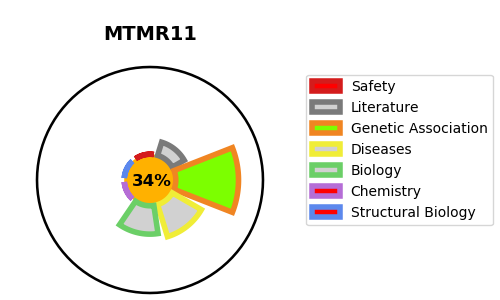 MTMR11
34%
Safety
Literature
Genetic Association
Diseases
Biology
Chemistry
Structural Biology